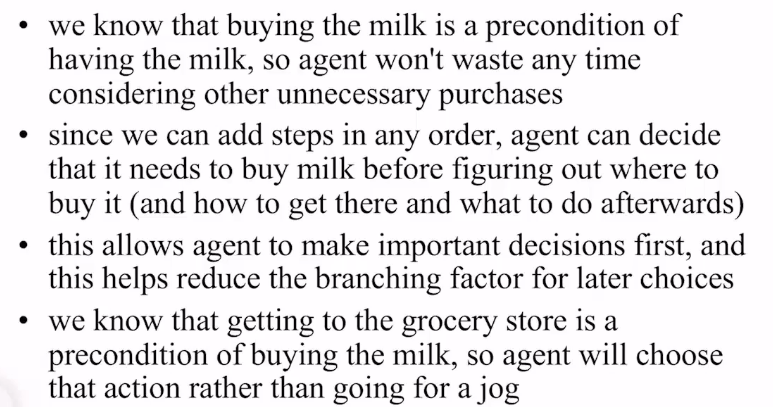 • we know that buying the milk is a precondition of
having the milk, so agent won't waste any time
considering other unnecessary purchases
• since we can add steps in any order, agent can decide
that it needs to buy milk before figuring out where to
buy it (and how to get there and what to do afterwards)
• this allows agent to make important decisions first, and
this helps reduce the branching factor for later choices
• we know that getting to the grocery store is a
precondition of buying the milk, so agent will choose
that action rather than going for a jog